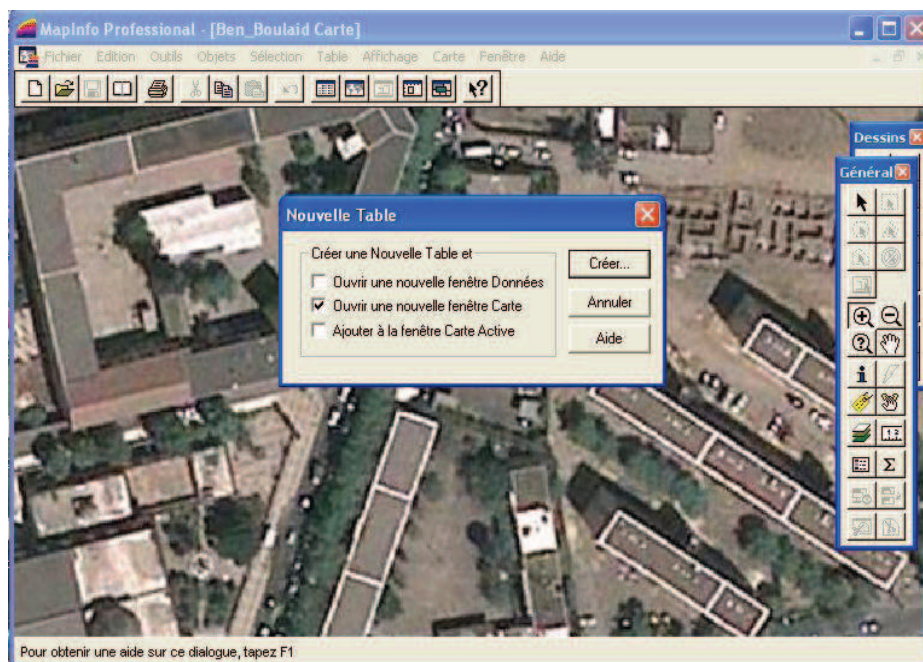 MapInfo Professional - [Ben_Boulaid Carte]
Fichier Edition Outils Objets Sélection Table Affichage Carte Fenêtre Aide
Dessins
Général
Nouvelle Table
Créer une Nouvelle Table et
Ouvrir une nouvelle fenêtre Données
Ouvrir une nouvelle fenêtre Carte
Ajouter à la fenêtre Carte Active
Créer...
Annuler
Aide
Pour obtenir une aide sur ce dialogue, tapez F1